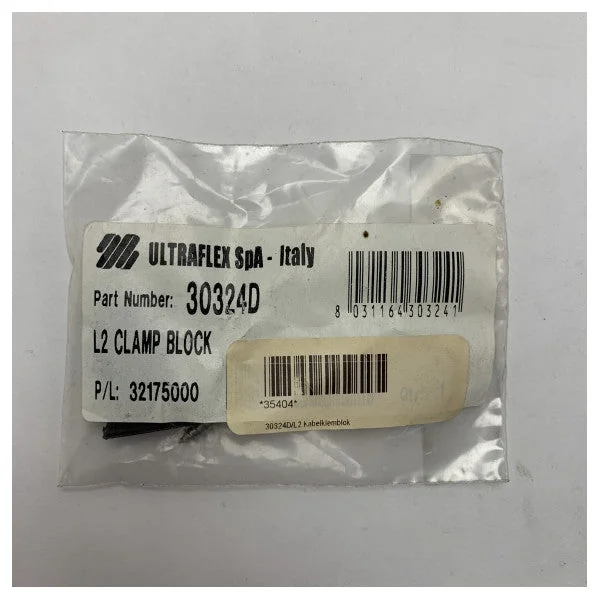 ULTRAFLEX SpA - Italy
Part Number: 30324D
8 031164 303241
L2 CLAMP BLOCK
P/L: 32175000
*35404*
30324D/L2 Kabelklemblok